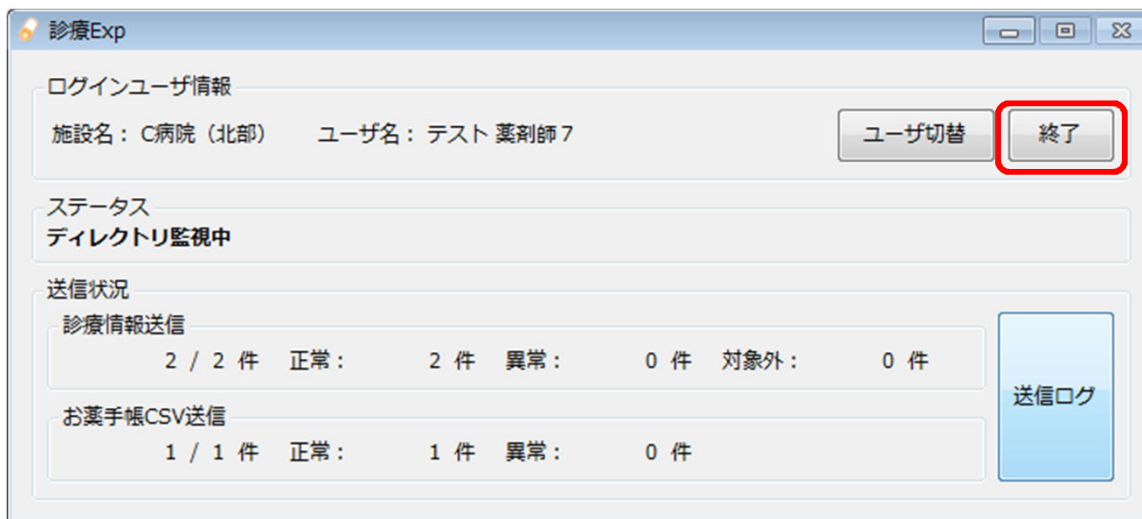 診療Exp
ログインユーザ情報
施設名： C病院（北部） ユーザ名： テスト 薬剤師７ ユーザ切替 終了
ステータス
ディレクトリ監視中
送信状況
診療情報送信
2 / 2 件 正常： 2 件 異常： 0 件 対象外： 0 件
送信ログ
お薬手帳CSV送信
1 / 1 件 正常： 1 件 異常： 0 件